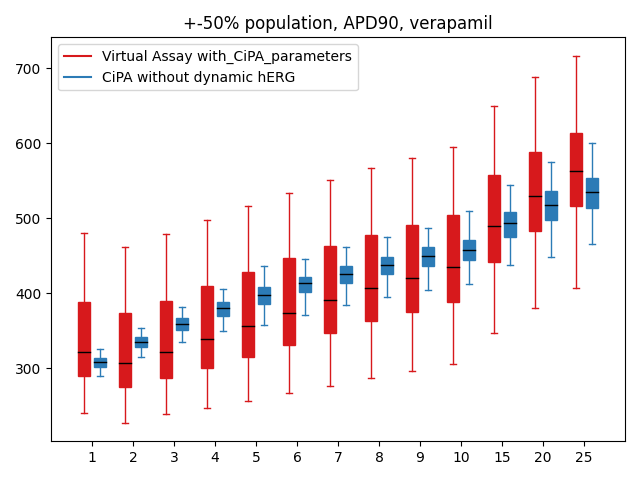 +-50% population, APD90, verapamil
Virtual Assay with_CiPA_parameters
CiPA without dynamic hERG
700
600
500
400
300
1 2 3 4 5 6 7 8 9 10 15 20 25